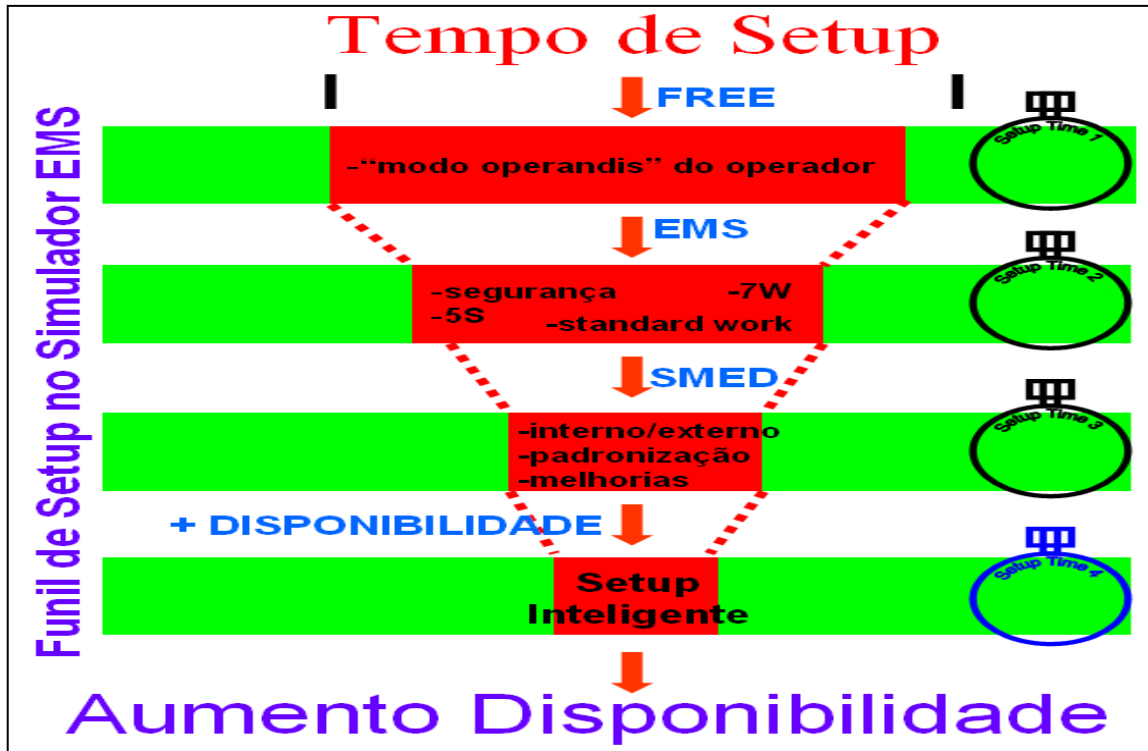 Tempo de Setup
Funil de Setup no Simulador EMS
FREE
-“modo operandis” do operador
Setup Time 1
EMS
-segurança -7W
-5S -standard work
Setup Time 2
SMED
-interno/externo
-padronização
-melhorias
Setup Time 3
+ DISPONIBILIDADE
Setup
Inteligente
Setup Time 4
Aumento Disponibilidade